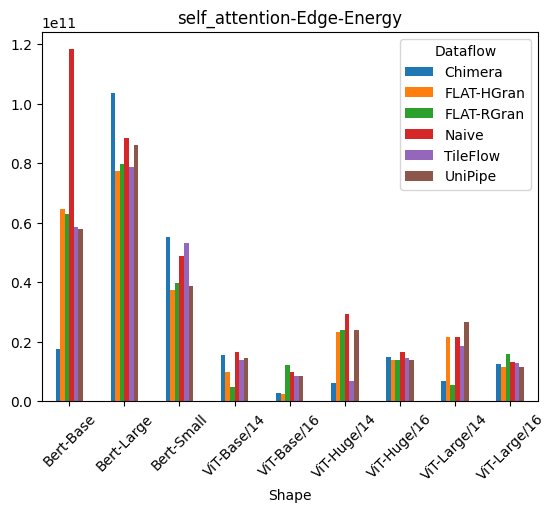 self_attention-Edge-Energy
1e11
1.2
1.0
0.8
0.6
0.4
0.2
0.0
Dataflow
Chimera
FLAT-HGran
FLAT-RGran
Naive
TileFlow
UniPipe
Bert-Base
Bert-Large
Bert-Small
ViT-Base/14
ViT-Base/16
ViT-Huge/14
ViT-Huge/16
ViT-Large/14
ViT-Large/16
Shape